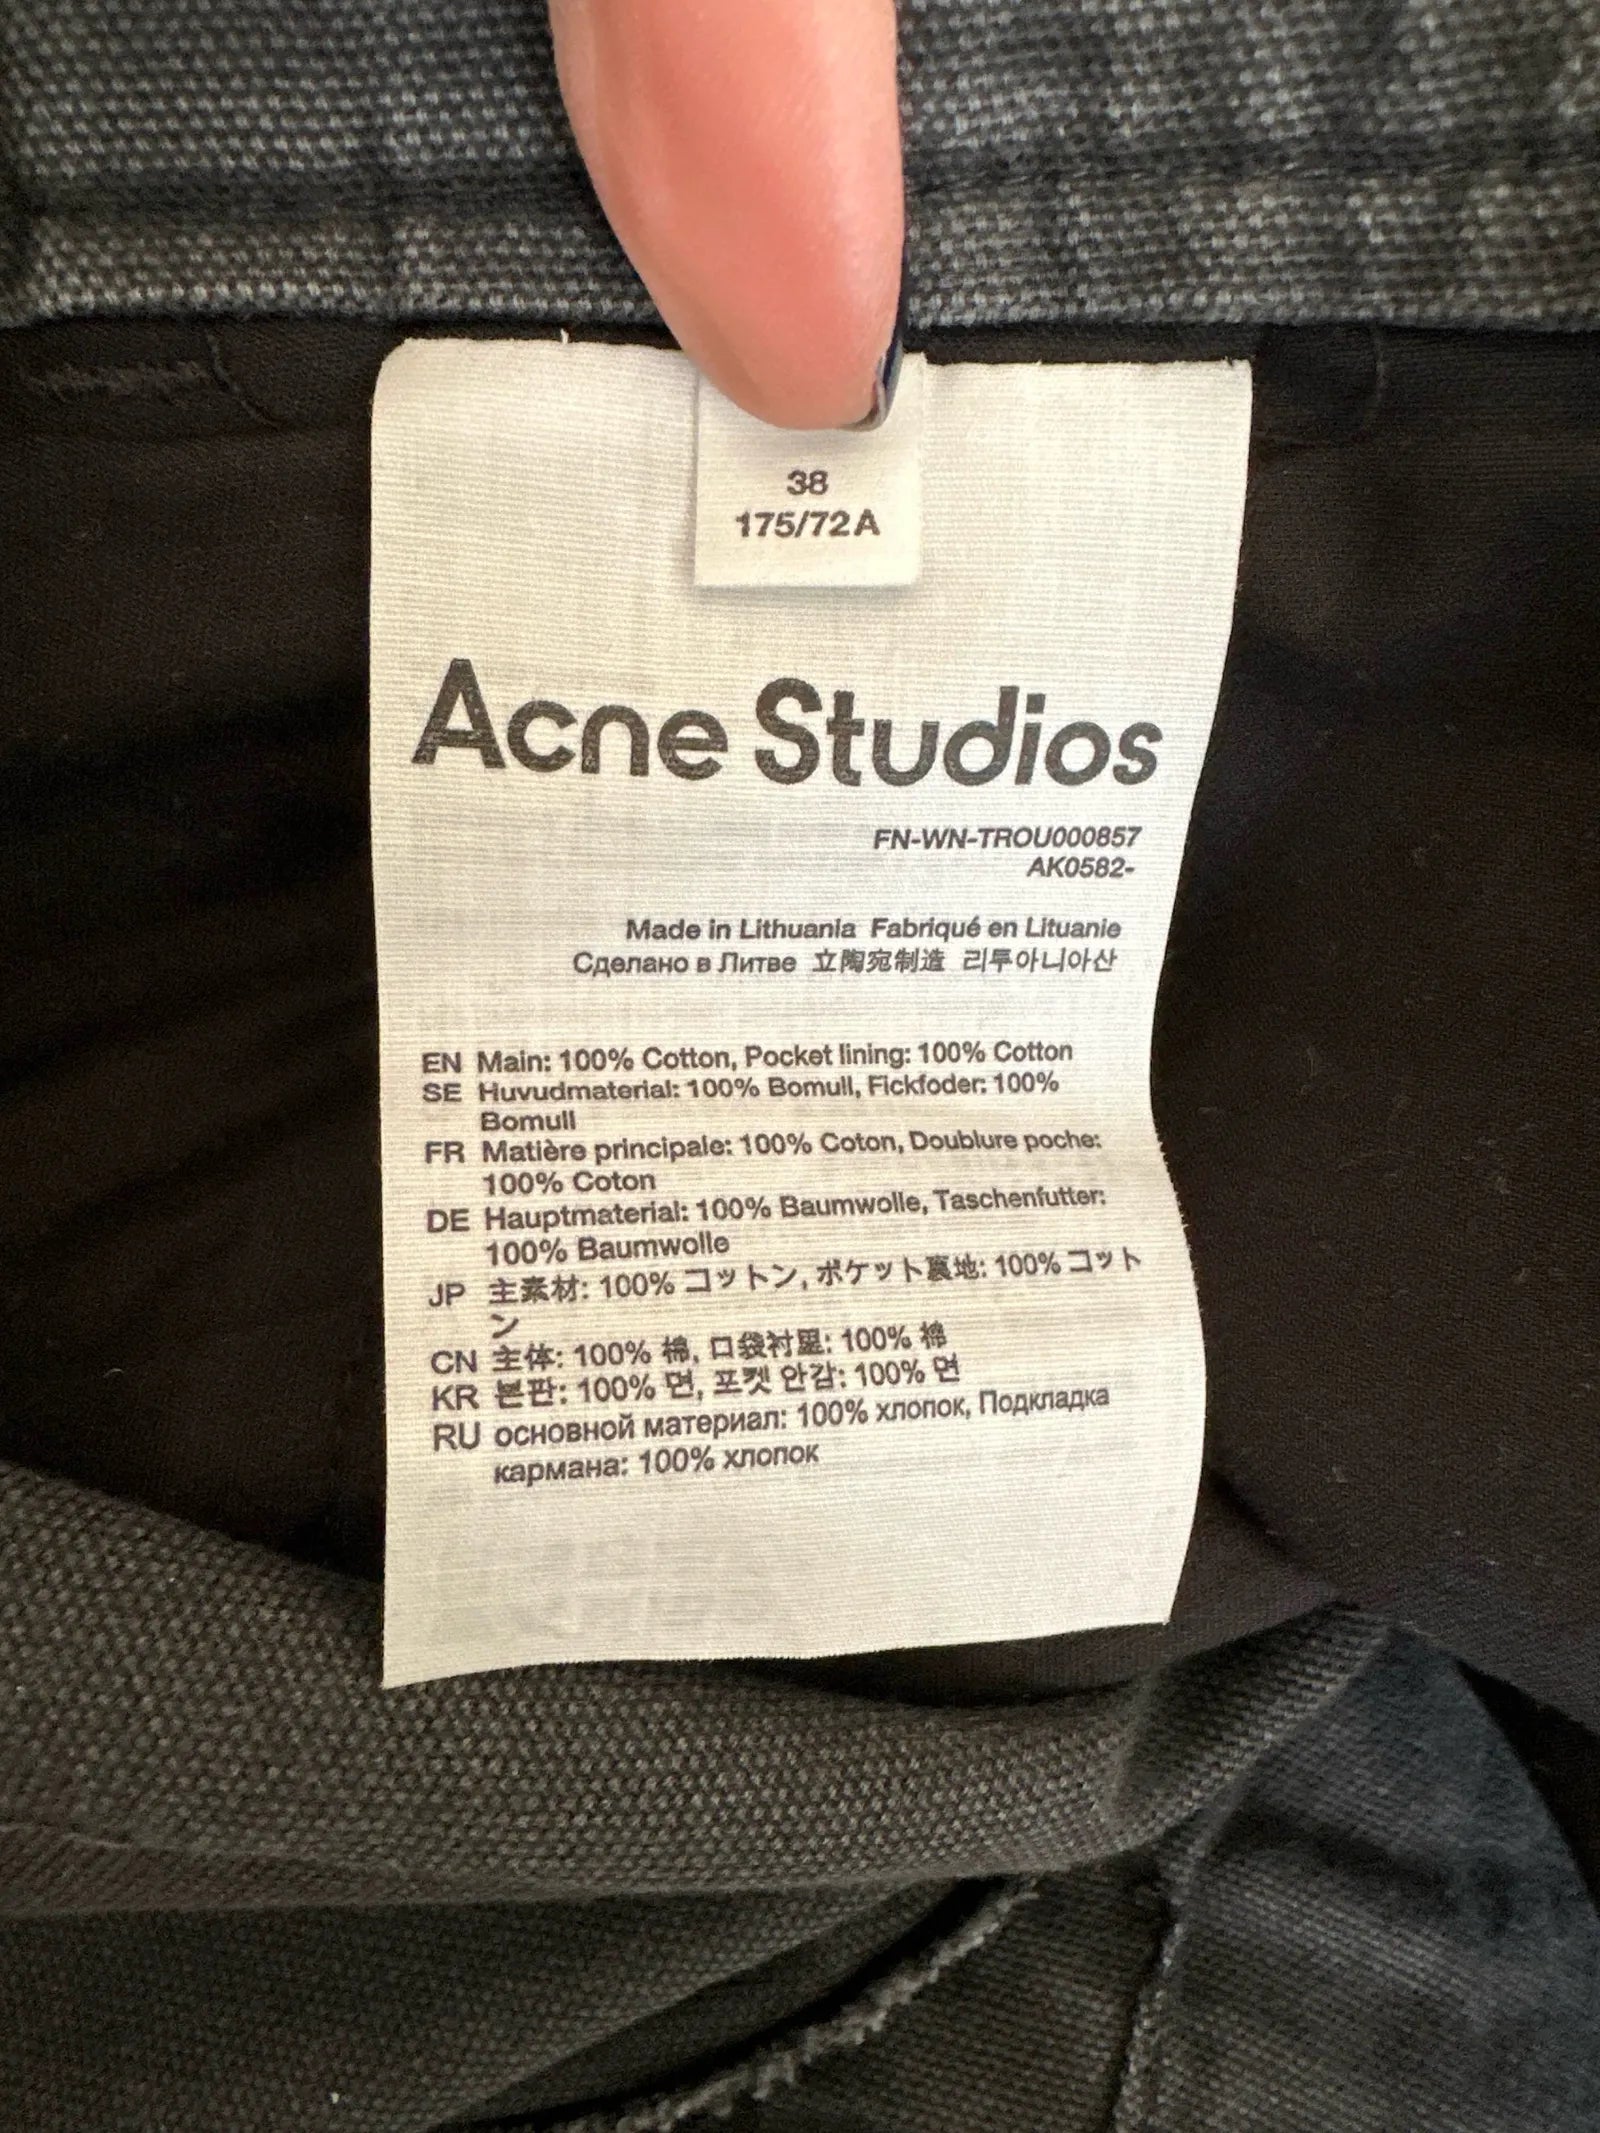 38
175/72A
Acne Studios
FN-WN-TROU000857
AK0582-
Made in Lithuania Fabriqué en Lituanie
Сделано в Литве 立陶宛制造 리투아니아산
EN Main: 100% Cotton, Pocket lining: 100% Cotton
SE Huvudmaterial: 100% Bomull, Fickfoder: 100%
Bomull
FR Matière principale: 100% Coton, Doublure poche:
100% Coton
DE Hauptmaterial: 100% Baumwolle, Taschenfutter:
100% Baumwolle
JP 主素材: 100% コットン, ポケット裏地: 100% コット
ン
CN 主体: 100% 棉, 口袋衬里: 100% 棉
KR 본판: 100% 면, 포켓 안감: 100% 면
RU основной материал: 100% хлопок, Подкладка
кармана: 100% хлопок